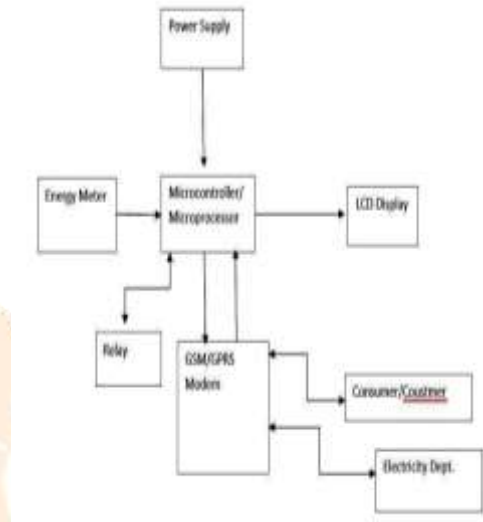 Power Supply
Energy Meter
Microcontroller/
Microprocessor
LCD Display
Relay
GSM/GPRS
Modem
Consumer/Coustmer
Electricity Dept.